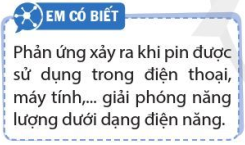 EM CÓ BIẾT
Phản ứng xảy ra khi pin được
sử dụng trong điện thoại,
máy tính,... giải phóng năng
lượng dưới dạng điện năng.